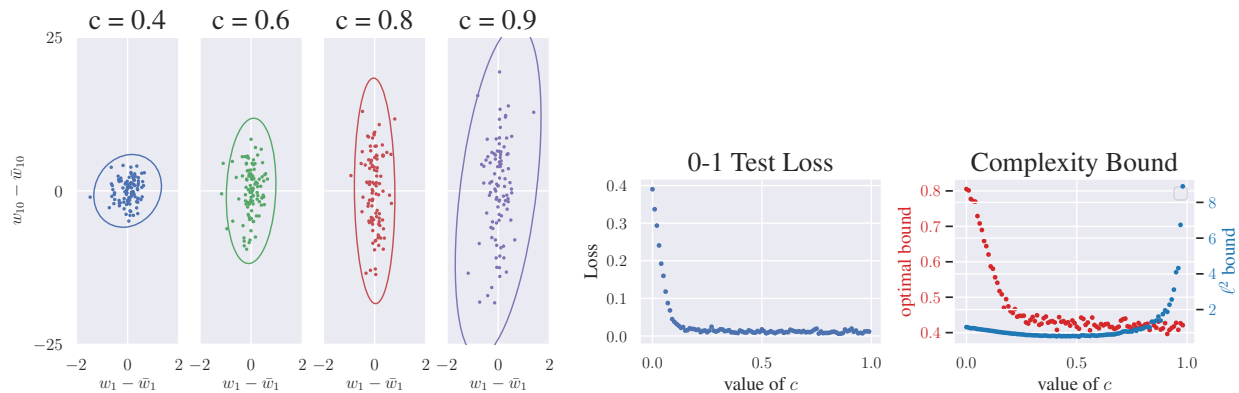 c = 0.4
c = 0.6
c = 0.8
c = 0.9
25
0
−25
w₁₀ − w̄₁₀
−2 0 2
−2 0 2
−2 0 2
−2 0 2
w₁ − w̄₁
w₁ − w̄₁
w₁ − w̄₁
w₁ − w̄₁
0-1 Test Loss
0.4
0.3
0.2
0.1
0.0
Loss
0.0 0.5 1.0
value of c
Complexity Bound
0.8
0.7
0.6
0.5
0.4
optimal bound
8
6
4
2
ℓ² bound
0.0 0.5 1.0
value of c